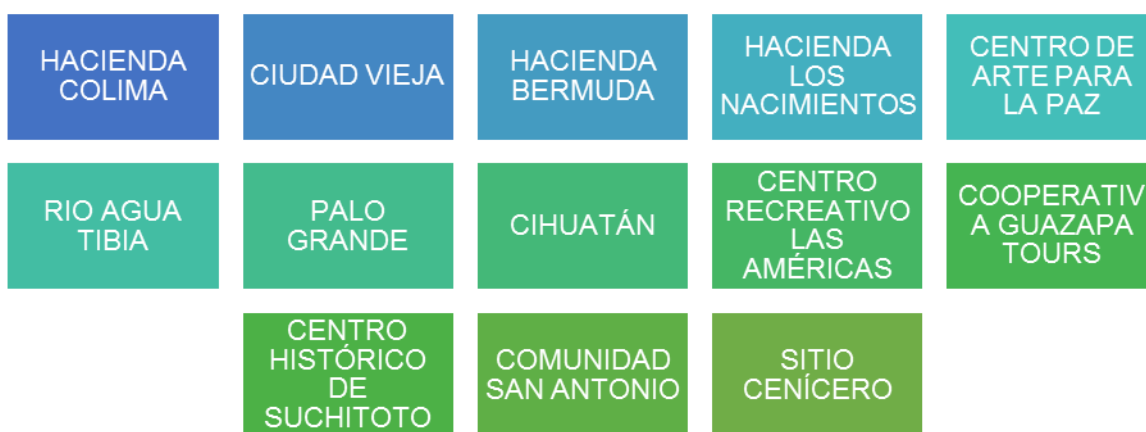 HACIENDA
COLIMA
CIUDAD VIEJA
HACIENDA
BERMUDA
HACIENDA
LOS
NACIMIENTOS
CENTRO DE
ARTE PARA
LA PAZ
RIO AGUA
TIBIA
PALO
GRANDE
CIHUATÁN
CENTRO
RECREATIVO
LAS
AMÉRICAS
COOPERATIV
A GUAZAPA
TOURS
CENTRO
HISTÓRICO
DE
SUCHITOTO
COMUNIDAD
SAN ANTONIO
SITIO
CENÍCERO